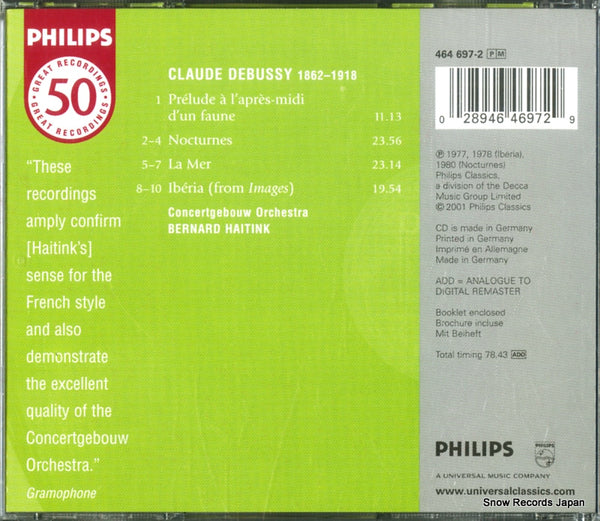 PHILIPS
GREAT RECORDINGS
50
GREAT RECORDINGS
"These
recordings
amply confirm
[Haitink's]
sense for the
French style
and also
demonstrate
the excellent
quality of the
Concertgebouw
Orchestra."
Gramophone
CLAUDE DEBUSSY 1862–1918
1 Prélude à l'après-midi
d'un faune 11.13
2–4 Nocturnes 23.56
5–7 La Mer 23.14
8–10 Ibéria (from Images) 19.54
Concertgebouw Orchestra
BERNARD HAITINK
464 697-2 P M
0 28946 46972 9
℗ 1977, 1978 (Iberia),
1980 (Nocturnes)
Philips Classics,
a division of the Decca
Music Group Limited
© 2001 Philips Classics
CD is made in Germany
Printed in Germany
Imprimé en Allemagne
Made in Germany
ADD = ANALOGUE TO
DIGITAL REMASTER
Booklet enclosed
Brochure incluse
Mit Beiheft
Total timing 78.43 ADD
PHILIPS
PHILIPS
A UNIVERSAL MUSIC COMPANY
www.universalclassics.com
(C) Snow Records Japan